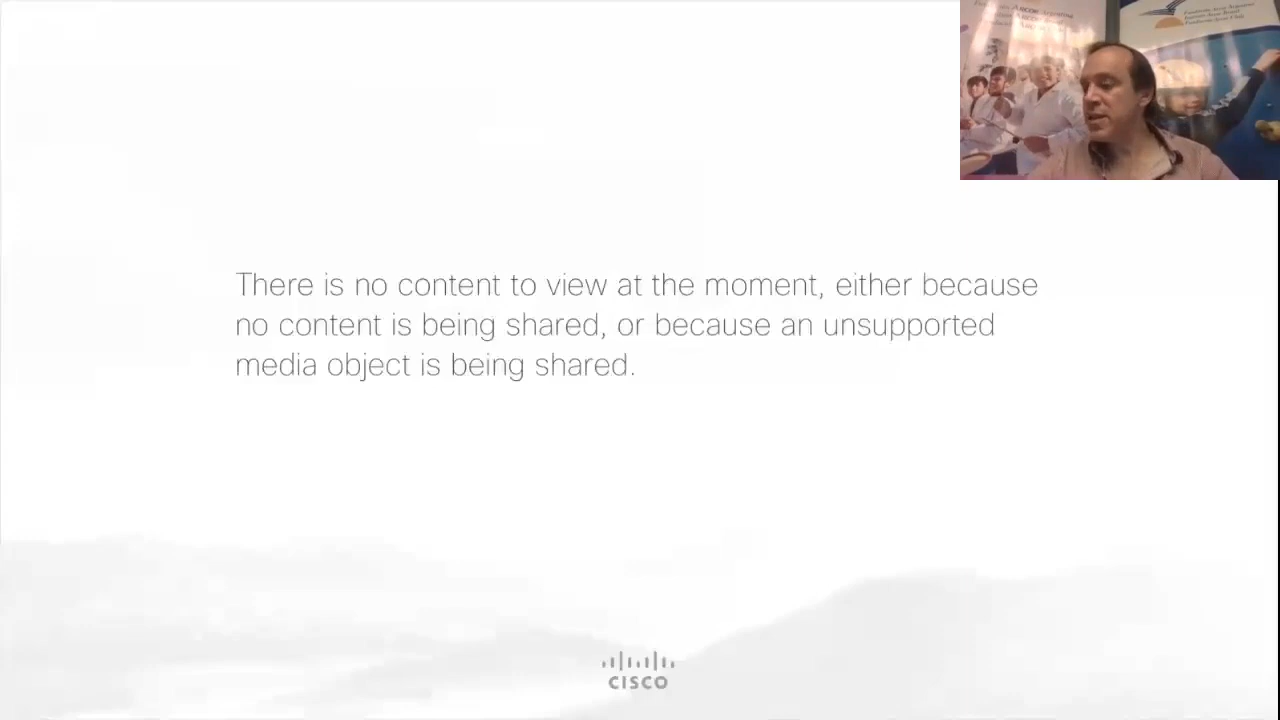 There is no content to view at the moment, either because
no content is being shared, or because an unsupported
media object is being shared.
CISCO